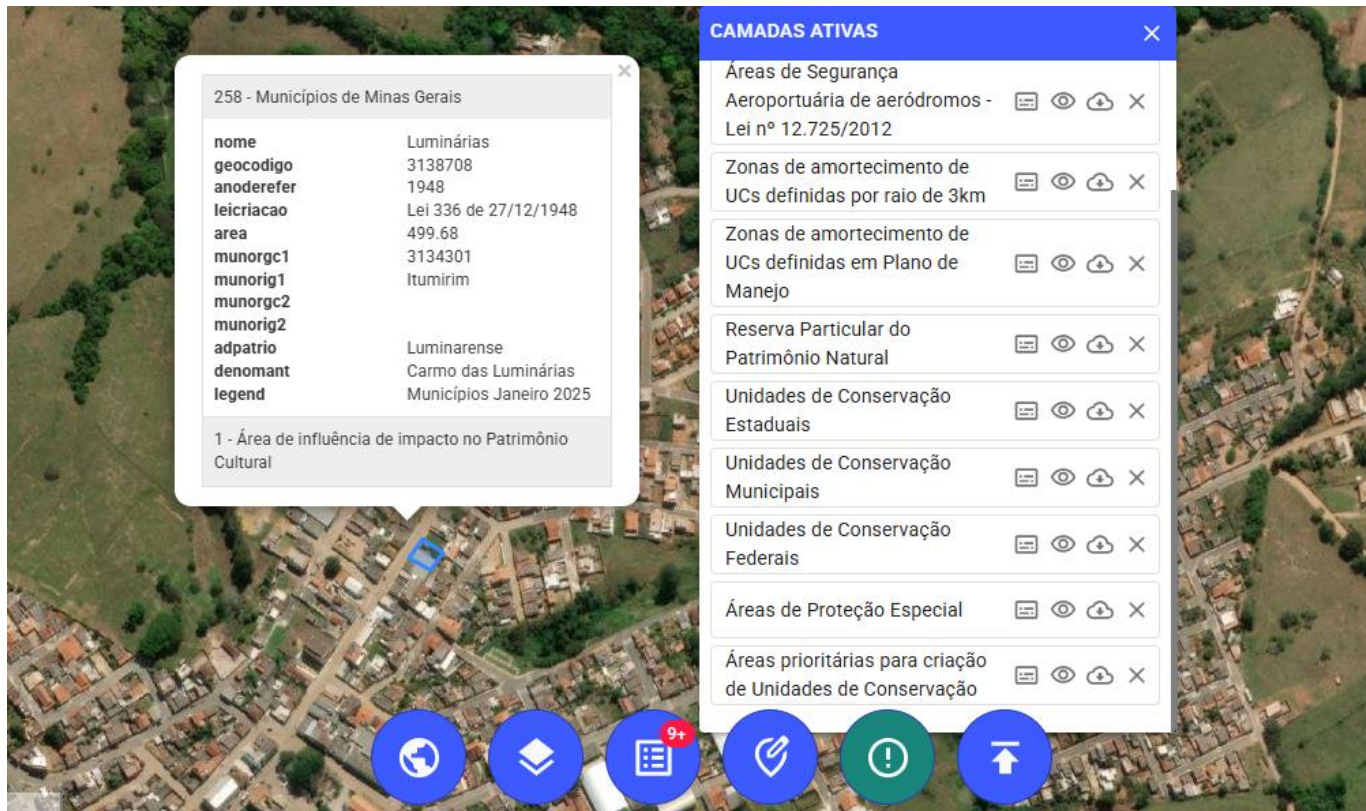 258 - Municípios de Minas Gerais
nome Luminárias
geocodigo 3138708
anoderefer 1948
leicriacao Lei 336 de 27/12/1948
area 499.68
munorgc1 3134301
munorig1 Itumirim
munorgc2
munorig2
adpatrio Luminarense
denomant Carmo das Luminárias
legend Municípios Janeiro 2025
1 - Área de influência de impacto no Patrimônio
Cultural
CAMADAS ATIVAS
Áreas de Segurança
Aeroportuária de aeródromos -
Lei nº 12.725/2012
Zonas de amortecimento de
UCs definidas por raio de 3km
Zonas de amortecimento de
UCs definidas em Plano de
Manejo
Reserva Particular do
Patrimônio Natural
Unidades de Conservação
Estaduais
Unidades de Conservação
Municipais
Unidades de Conservação
Federais
Áreas de Proteção Especial
Áreas prioritárias para criação
de Unidades de Conservação
9+